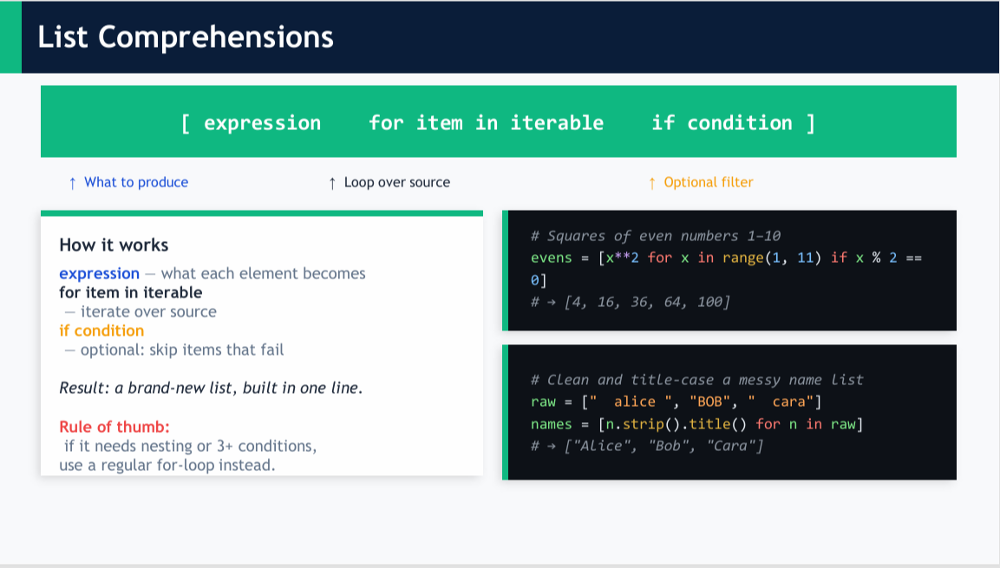 List Comprehensions
[ expression    for item in iterable    if condition ]
↑ What to produce
↑ Loop over source
↑ Optional filter
How it works
expression — what each element becomes
for item in iterable
— iterate over source
if condition
— optional: skip items that fail
Result: a brand-new list, built in one line.
Rule of thumb:
if it needs nesting or 3+ conditions,
use a regular for-loop instead.
# Squares of even numbers 1–10
evens = [x**2 for x in range(1, 11) if x % 2 ==
0]
# → [4, 16, 36, 64, 100]
# Clean and title-case a messy name list
raw = ["  alice ", "BOB", "  cara"]
names = [n.strip().title() for n in raw]
# → ["Alice", "Bob", "Cara"]